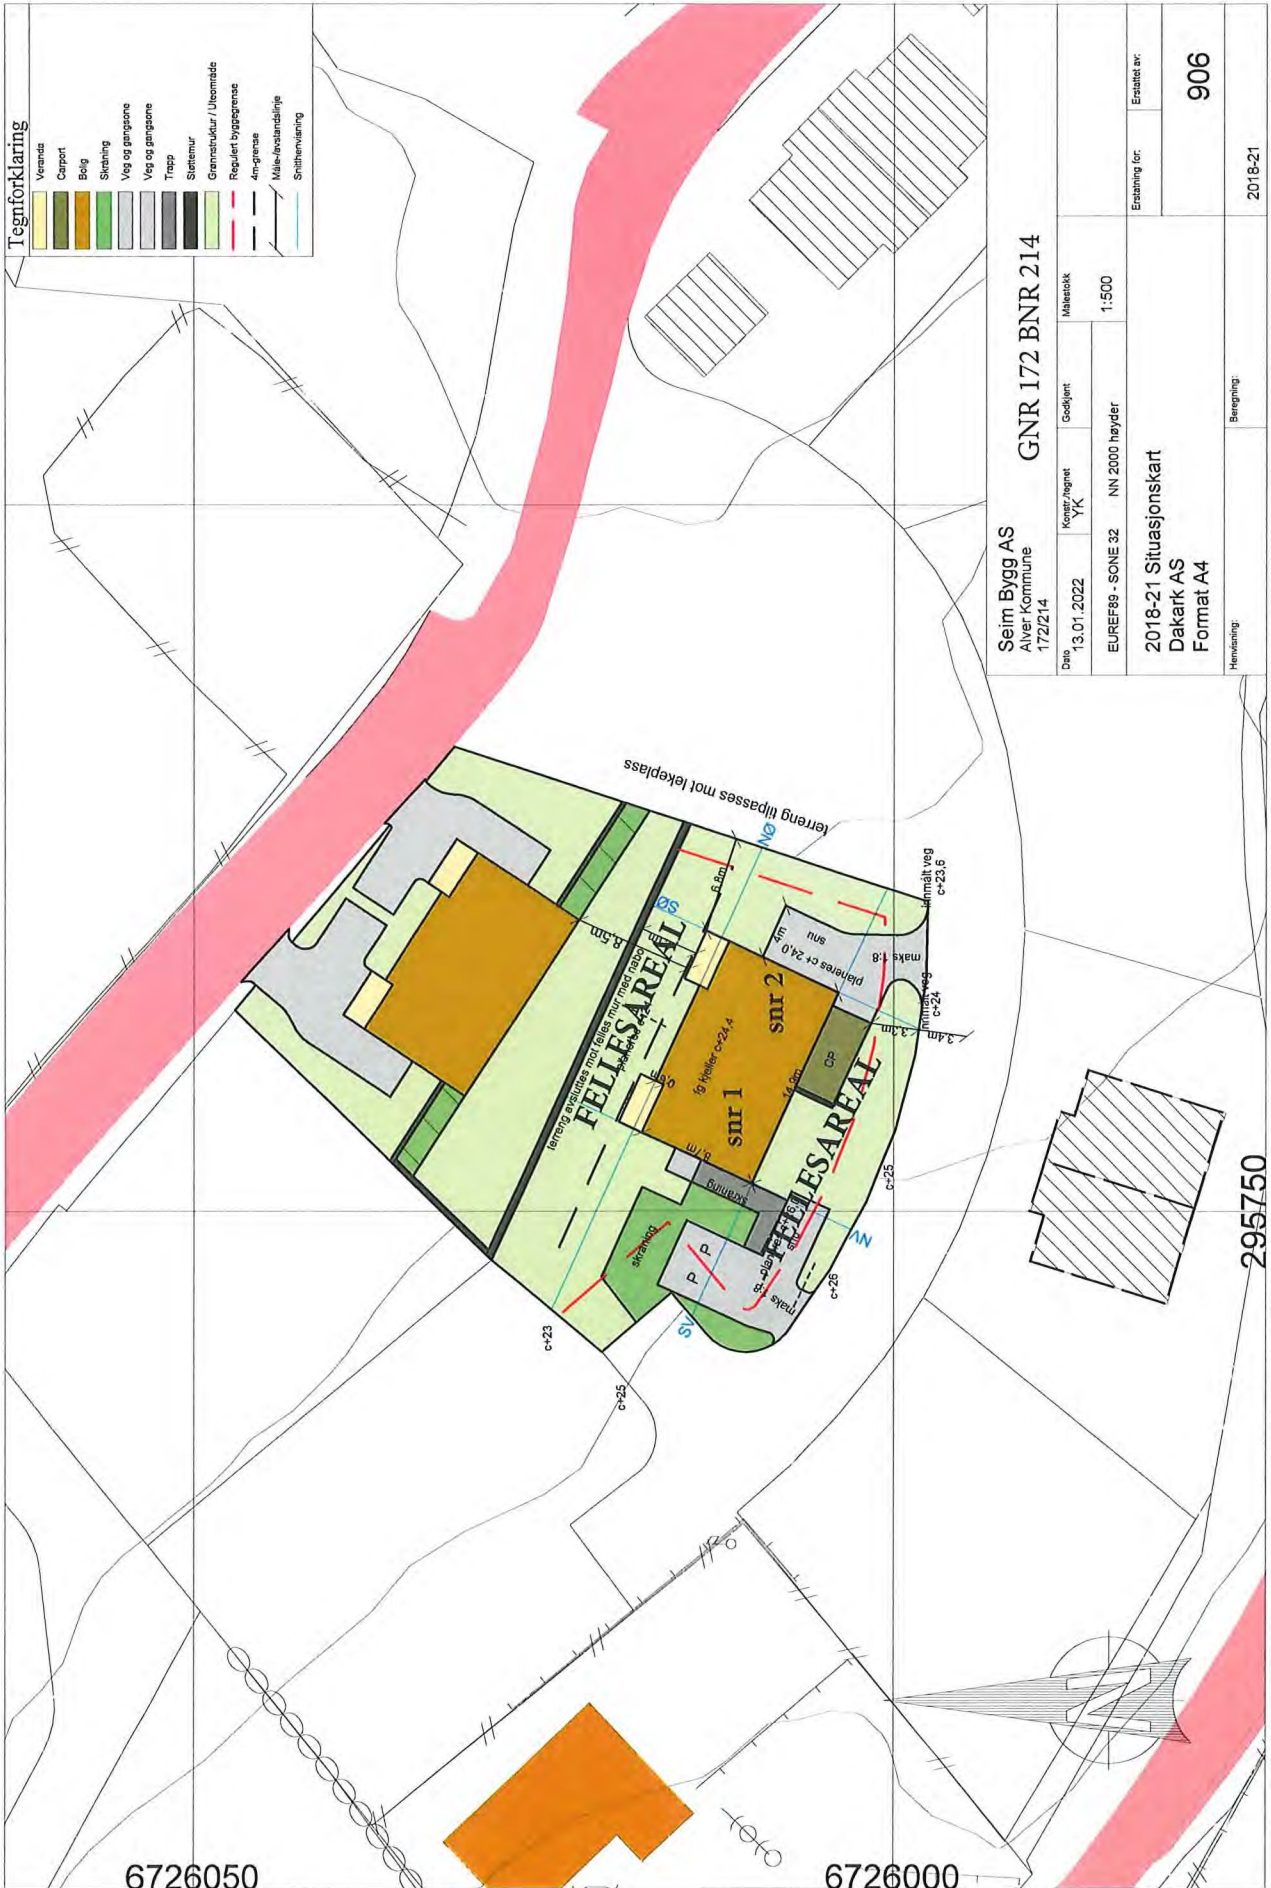 Tegnforklaring
Veranda
Carport
Bolig
Skråning
Veg og gangsone
Veg og gangsone
Trapp
Støttemur
Grønnstruktur / Uteområde
Regulert byggegrense
4m-grense
Måle-/avstandslinje
Snitthenvisning
terreng tilpasses mot lekeplass
NØ
SØ
6,8m
8,5m
terreng avsluttes mot felles mur med nabo
FELLESAREAL
4m
snu
planeres c+ 24,0
maks 1:8
innmålt veg
c+23,6
innmålt veg
c+24
3,3m
3,4m
snr 2
1g kjeller c+24,4
snr 1
14,9m
CP
8,7m
FELLESAREAL
skråning
skråning
P
P
maks
NV
SV
c+23
c+25
c+25
c+26
Seim Bygg AS
Alver Kommune
172/214
GNR 172 BNR 214
Dato
13.01.2022
Konstr./tegnet
YK
Godkjent
Målestokk
1:500
EUREF89 - SONE 32
NN 2000 høyder
2018-21 Situasjonskart
Dakark AS
Format A4
Erstatning for:
Erstattet av:
906
Henvisning:
Beregning:
2018-21
N
6726050
6726000
295750